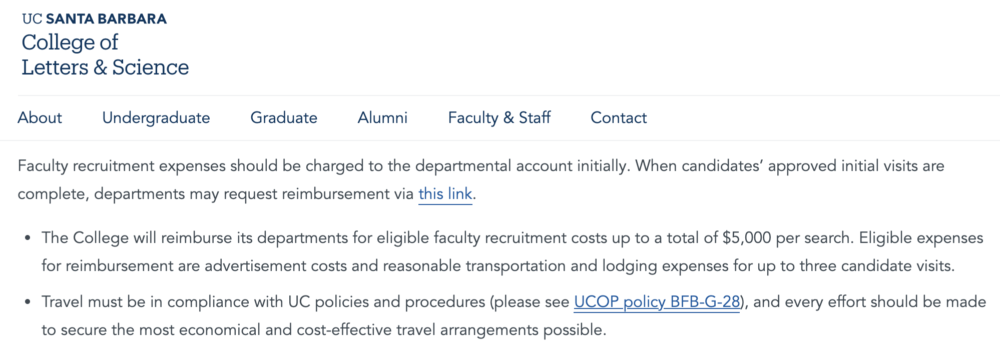 UC SANTA BARBARA
College of
Letters & Science
About Undergraduate Graduate Alumni Faculty & Staff Contact
Faculty recruitment expenses should be charged to the departmental account initially. When candidates’ approved initial visits are
complete, departments may request reimbursement via this link.
• The College will reimburse its departments for eligible faculty recruitment costs up to a total of $5,000 per search. Eligible expenses
for reimbursement are advertisement costs and reasonable transportation and lodging expenses for up to three candidate visits.
• Travel must be in compliance with UC policies and procedures (please see UCOP policy BFB-G-28), and every effort should be made
to secure the most economical and cost-effective travel arrangements possible.